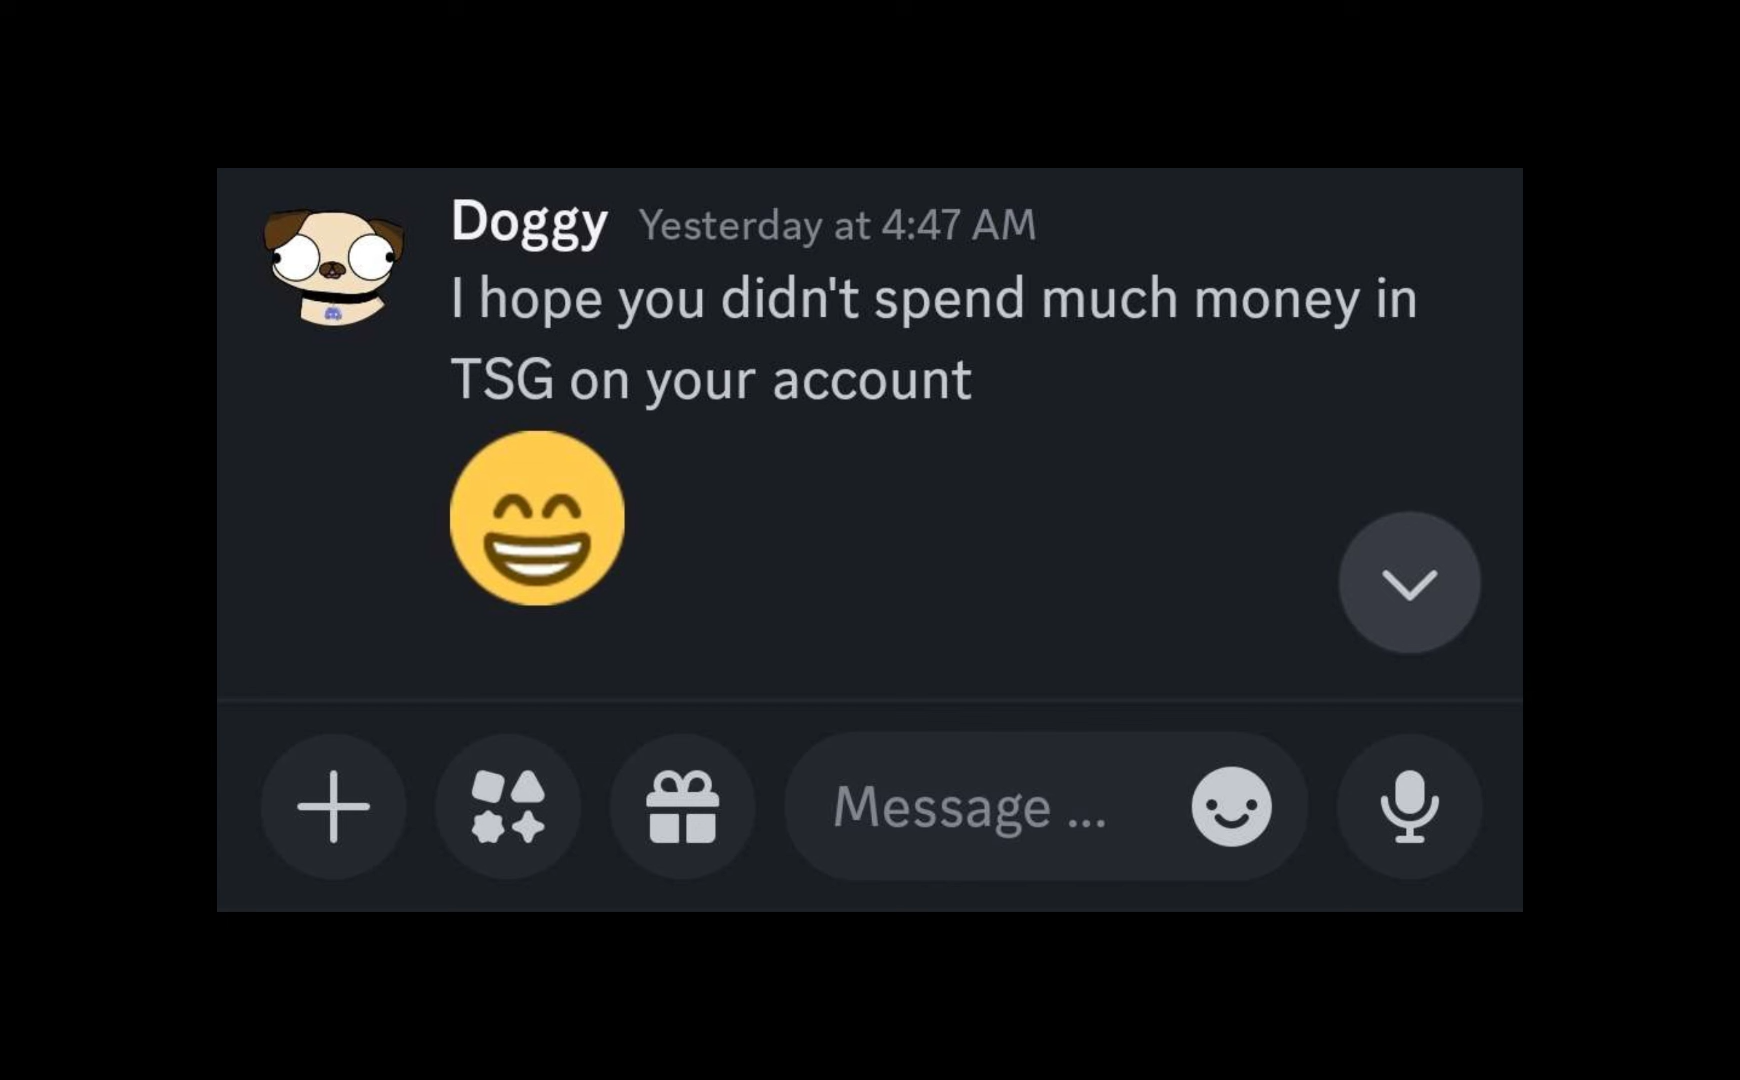 Doggy Yesterday at 4:47 AM
I hope you didn't spend much money in
TSG on your account
Message ...